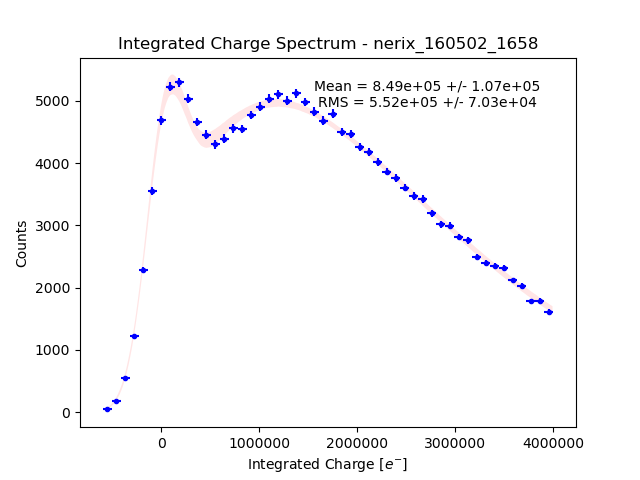 Integrated Charge Spectrum - nerix_160502_1658
Mean = 8.49e+05 +/- 1.07e+05
RMS = 5.52e+05 +/- 7.03e+04
5000
4000
3000
2000
1000
0
Counts
0 1000000 2000000 3000000 4000000
Integrated Charge [e⁻]